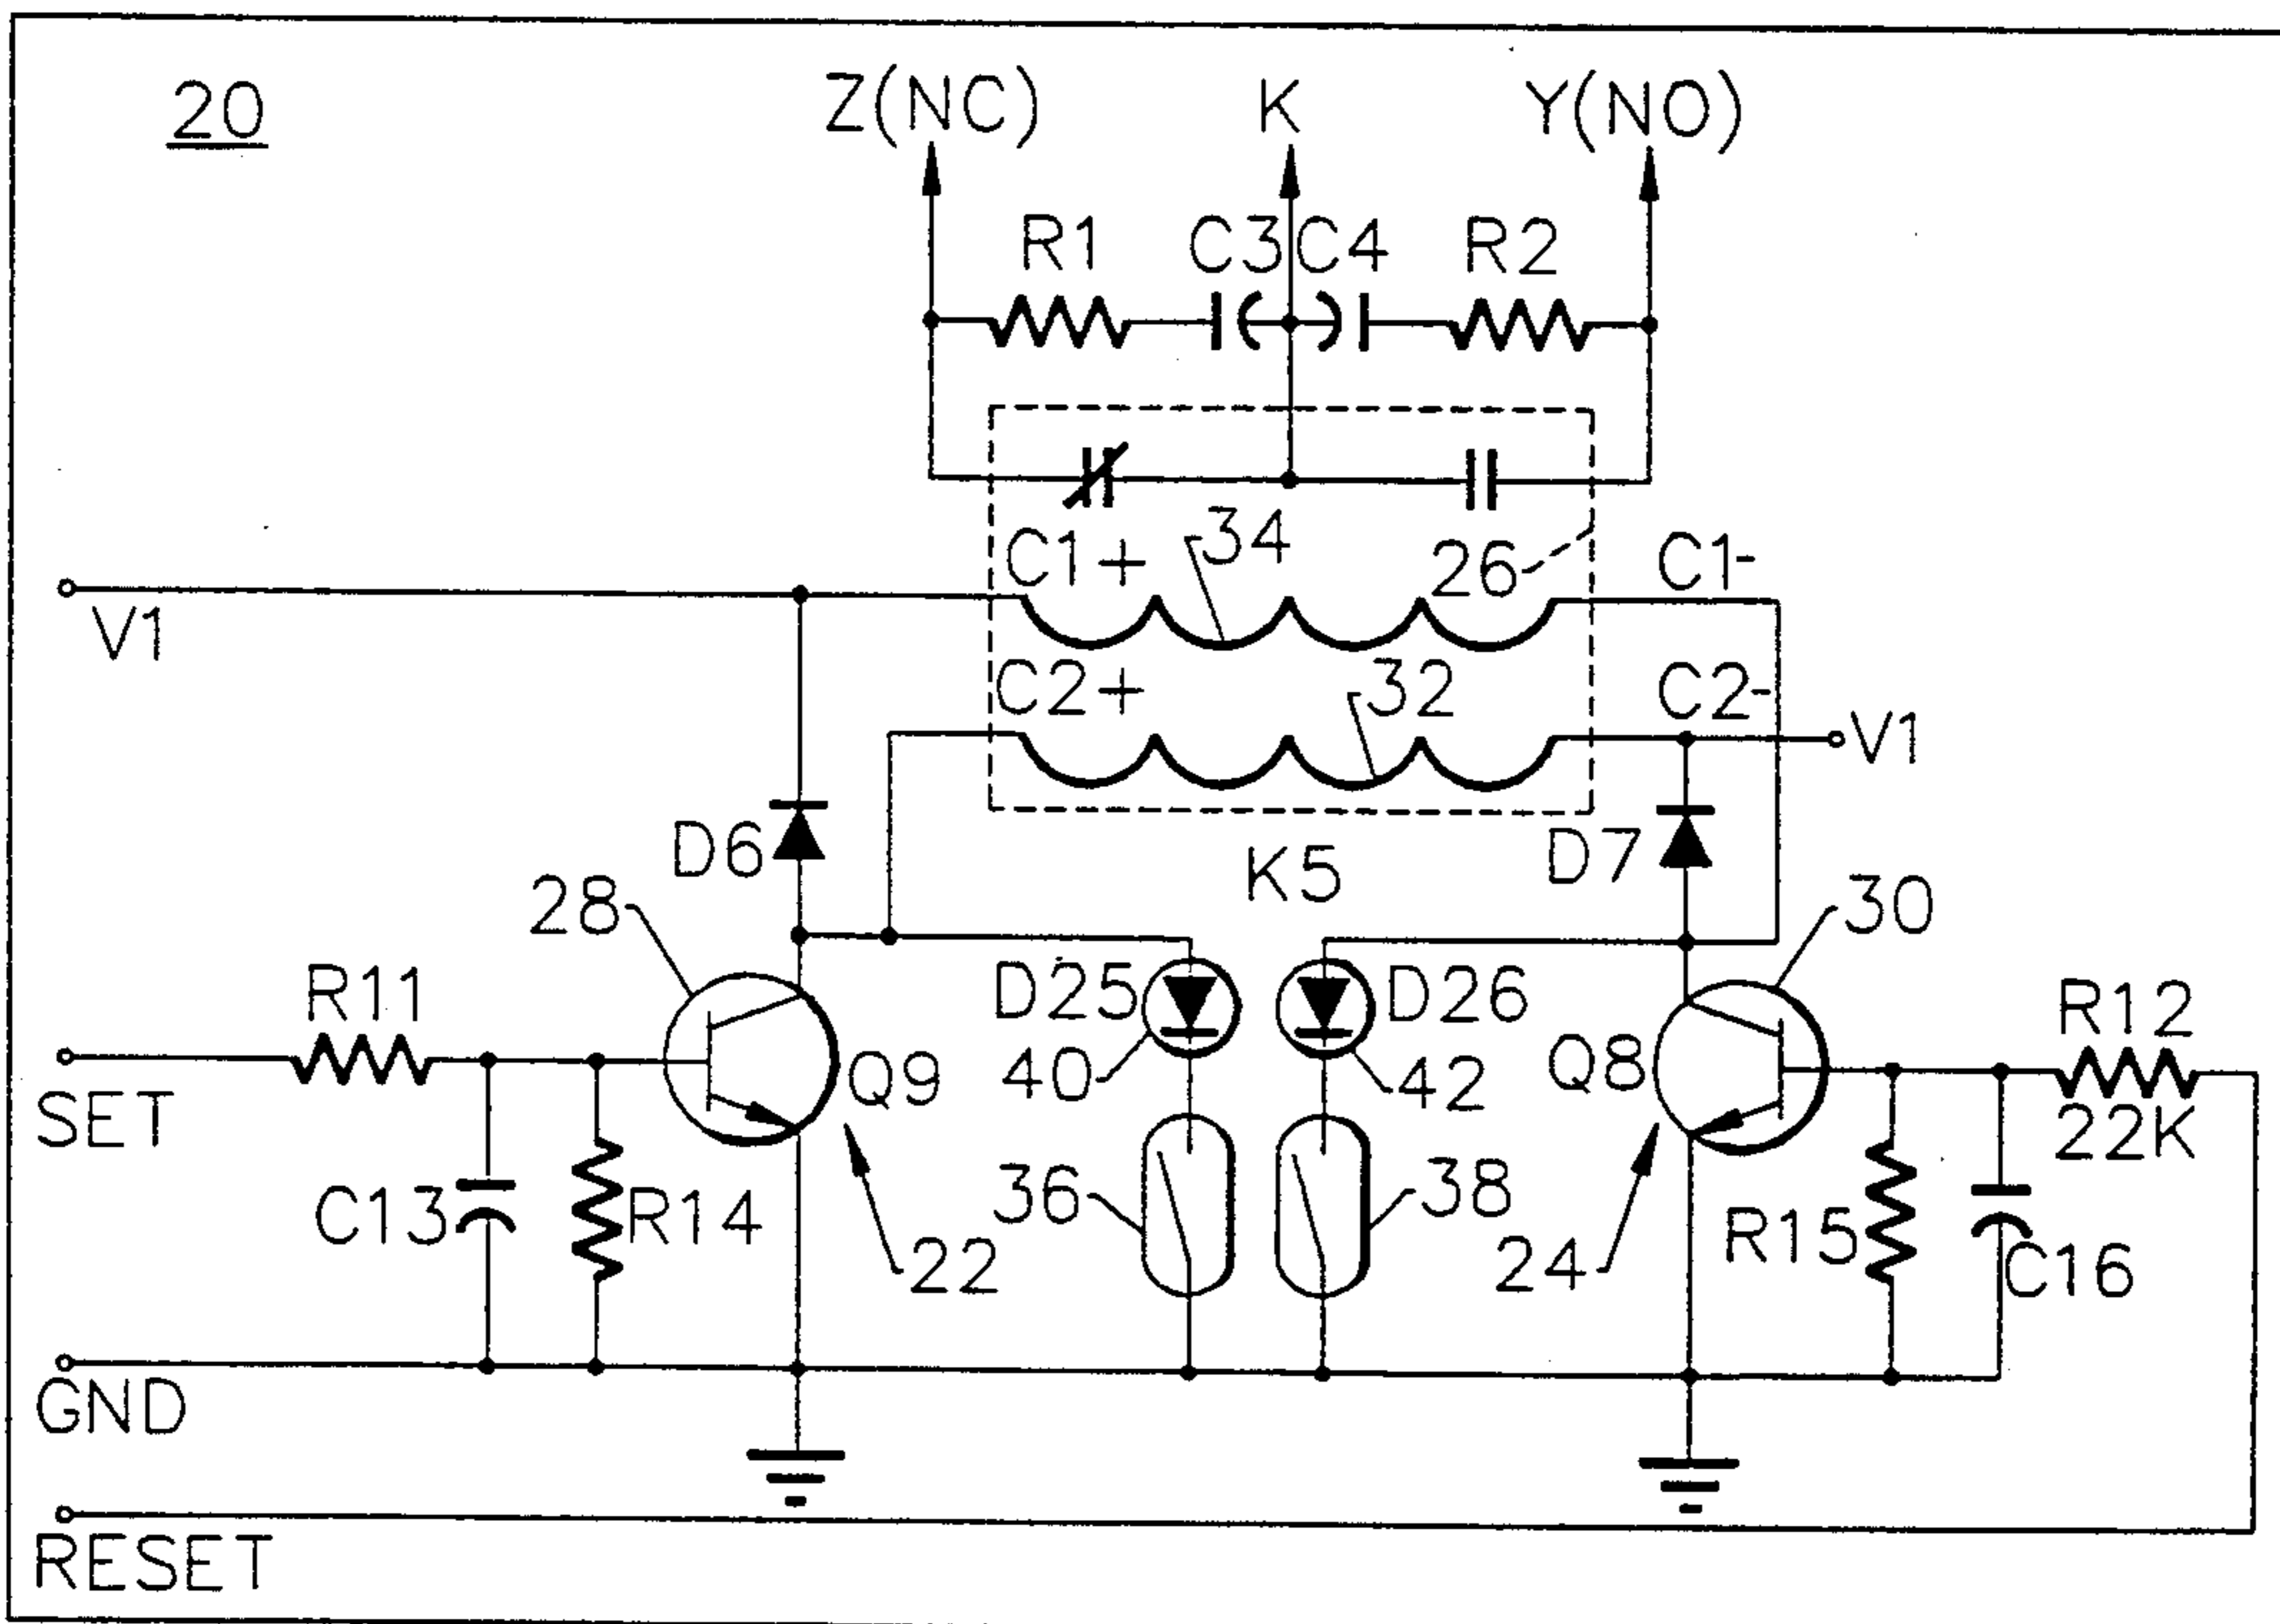 20
Z(NC) K Y(NO)
R1 C3 C4 R2
C1+ 34 26 C1-
V1
C2+ 32 C2-
V1
D6 K5 D7
28 30
R11 D25 D26 R12
Q9 40 42 Q8
SET 22K
C13 R14 36 38 R15 C16
22 24
GND
RESET